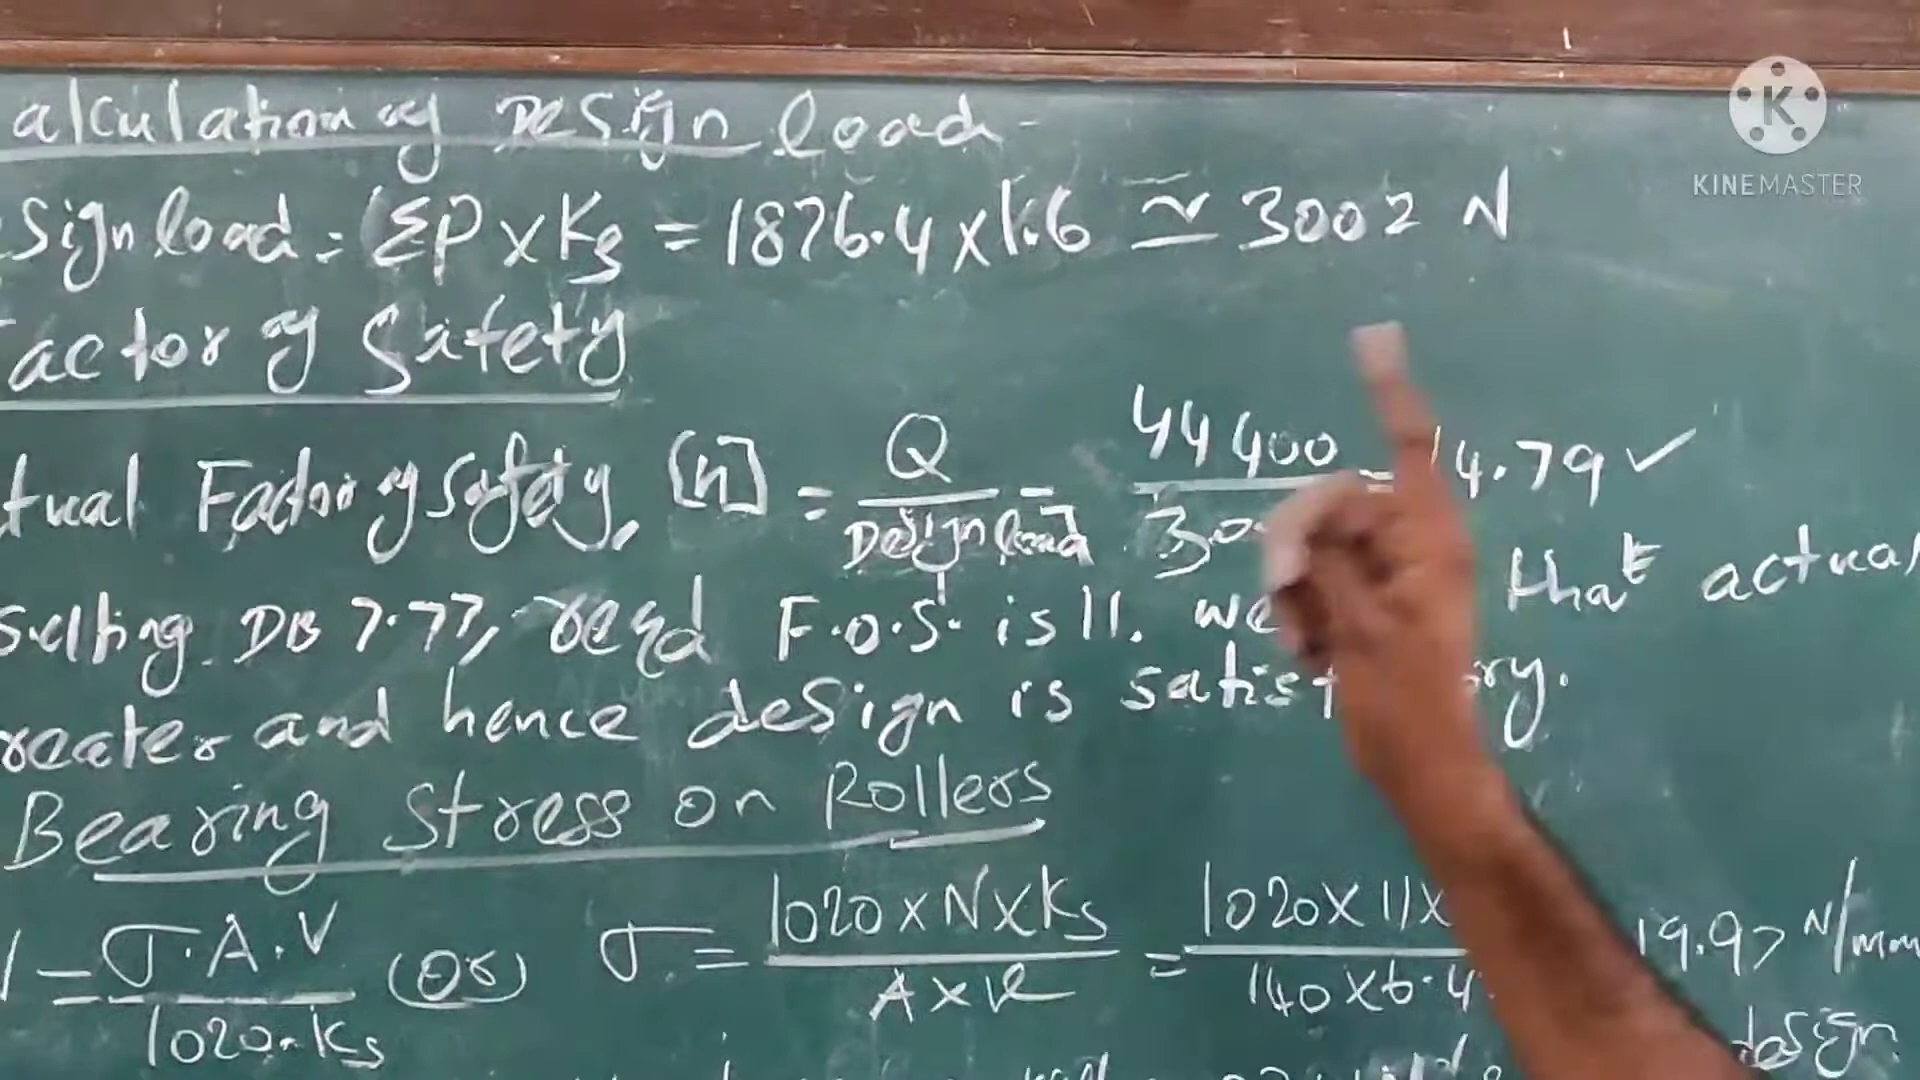 alculation of Design load
KINEMASTER
sign load = ΣP x Ks = 1876.4 x 1.6 ≃ 3002 N
actor of Safety
tual Factor of Safety, [n] = Q / Design load = 44400 / 30 = 14.79 ✓
sulting DB 7.77, reqd F.O.S. is 11. we that actual
reater and hence design is satisf ory.
Bearing Stress on Rollers
= σ.A.V / 1020.Ks (or) σ = 1020 x N x Ks / A x v = 1020 x 11 x / 140 x 6.4 19.97 N/mm
design